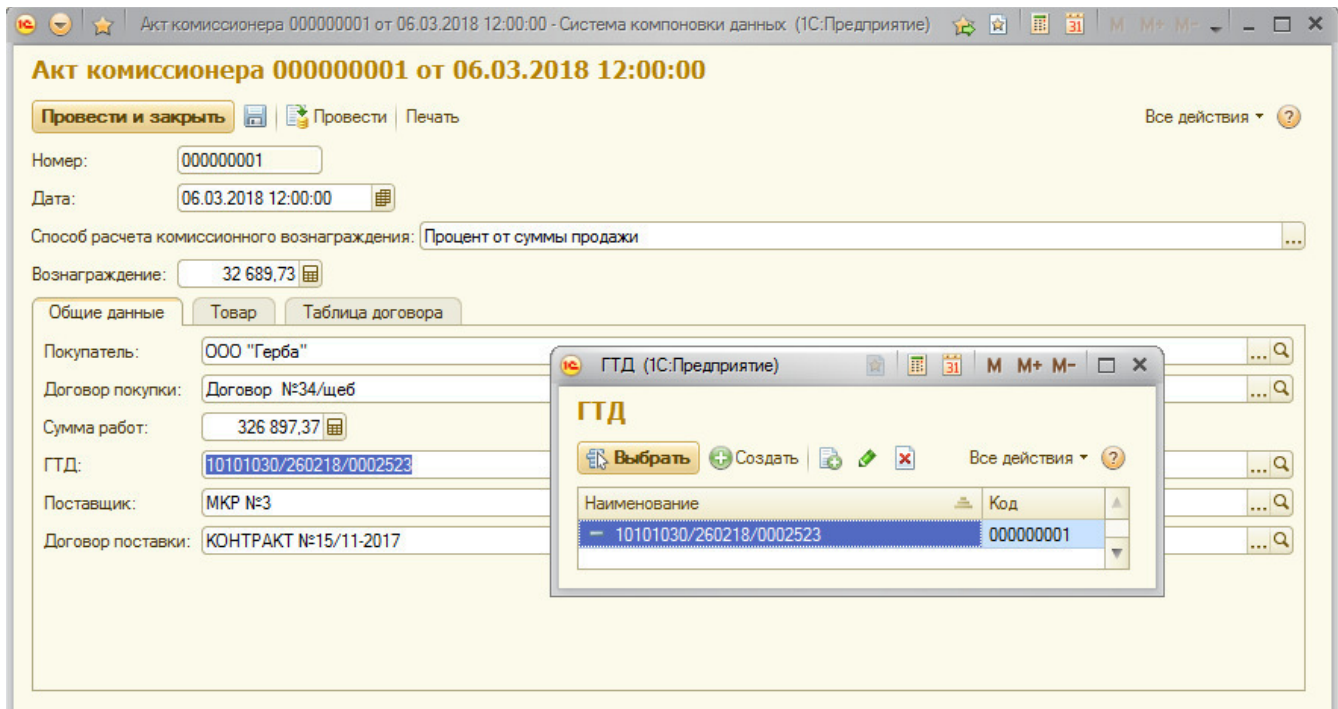 Акт комиссионера 000000001 от 06.03.2018 12:00:00 - Система компоновки данных (1С:Предприятие) 31 M M+ M-
Акт комиссионера 000000001 от 06.03.2018 12:00:00
Провести и закрыть Провести Печать Все действия ?
Номер: 000000001
Дата: 06.03.2018 12:00:00
Способ расчета комиссионного вознаграждения: Процент от суммы продажи ...
Вознаграждение: 32 689,73
Общие данные Товар Таблица договора
Покупатель: ООО "Герба" ...
Договор покупки: Договор №34/щеб ...
Сумма работ: 326 897,37
ГТД: 10101030/260218/0002523 ...
Поставщик: МКР №3 ...
Договор поставки: КОНТРАКТ №15/11-2017 ...
ГТД (1С:Предприятие) 31 M M+ M-
ГТД
Выбрать Создать Все действия ?
Наименование Код
10101030/260218/0002523 000000001